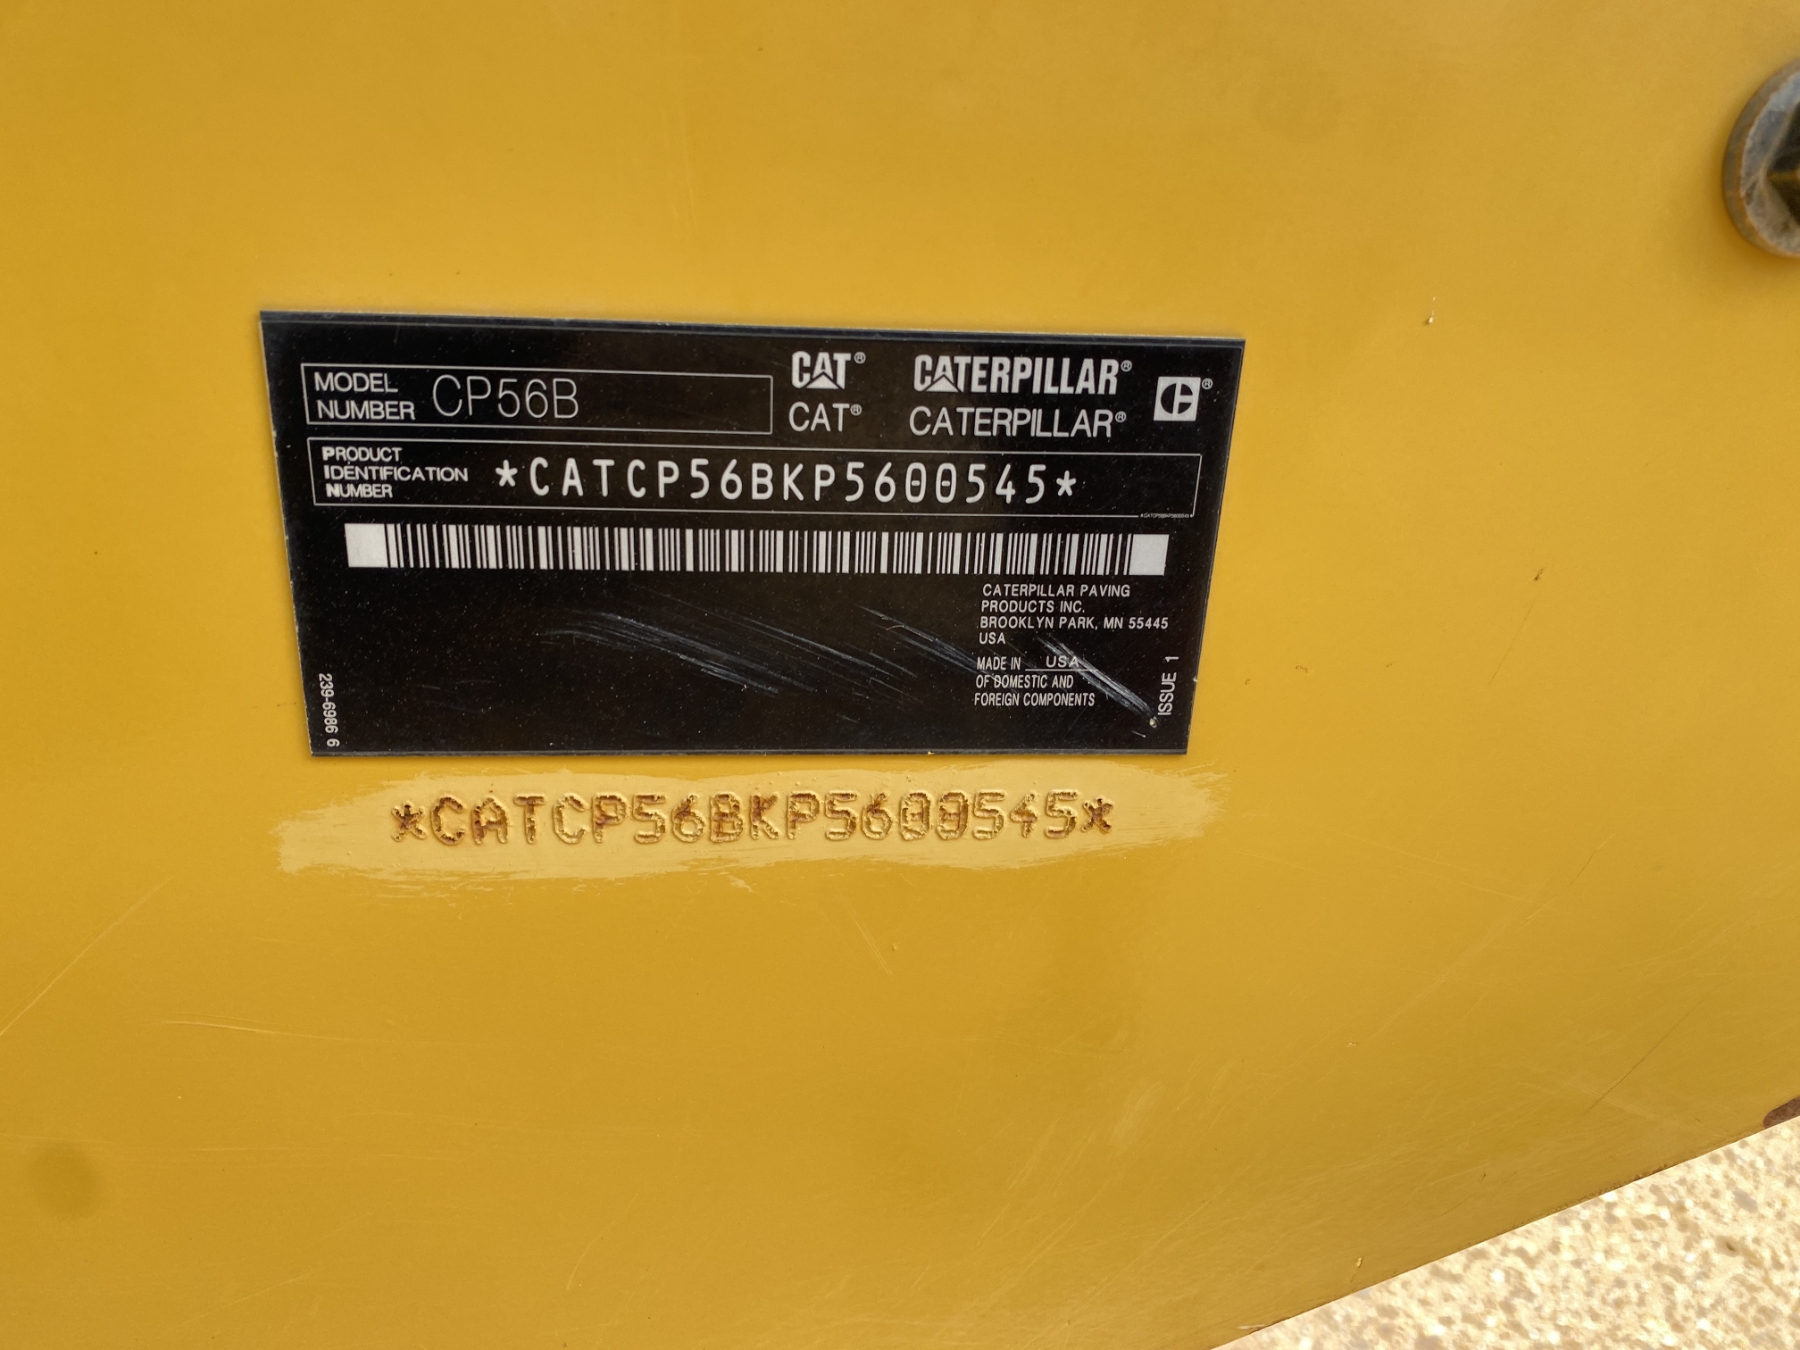 MODEL NUMBER CP56B
CAT® CATERPILLAR®
CAT® CATERPILLAR®
PRODUCT
IDENTIFICATION
NUMBER
*CATCP56BKP5600545*
*CATCP56BKP5600545*
CATERPILLAR PAVING
PRODUCTS INC.
BROOKLYN PARK, MN 55445
USA
MADE IN USA
OF DOMESTIC AND
FOREIGN COMPONENTS
ISSUE 1
239-6986 6
*CATCP56BKP5600545*